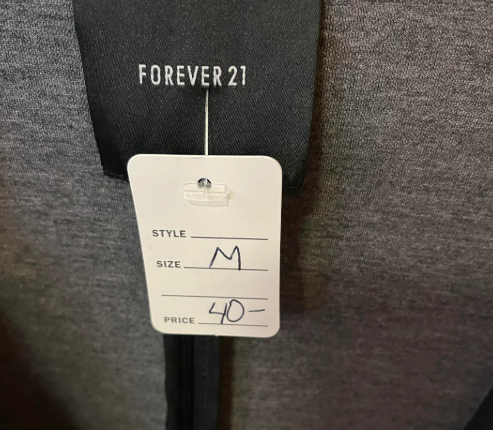 FOREVER 21
STYLE
SIZE M
PRICE 40-